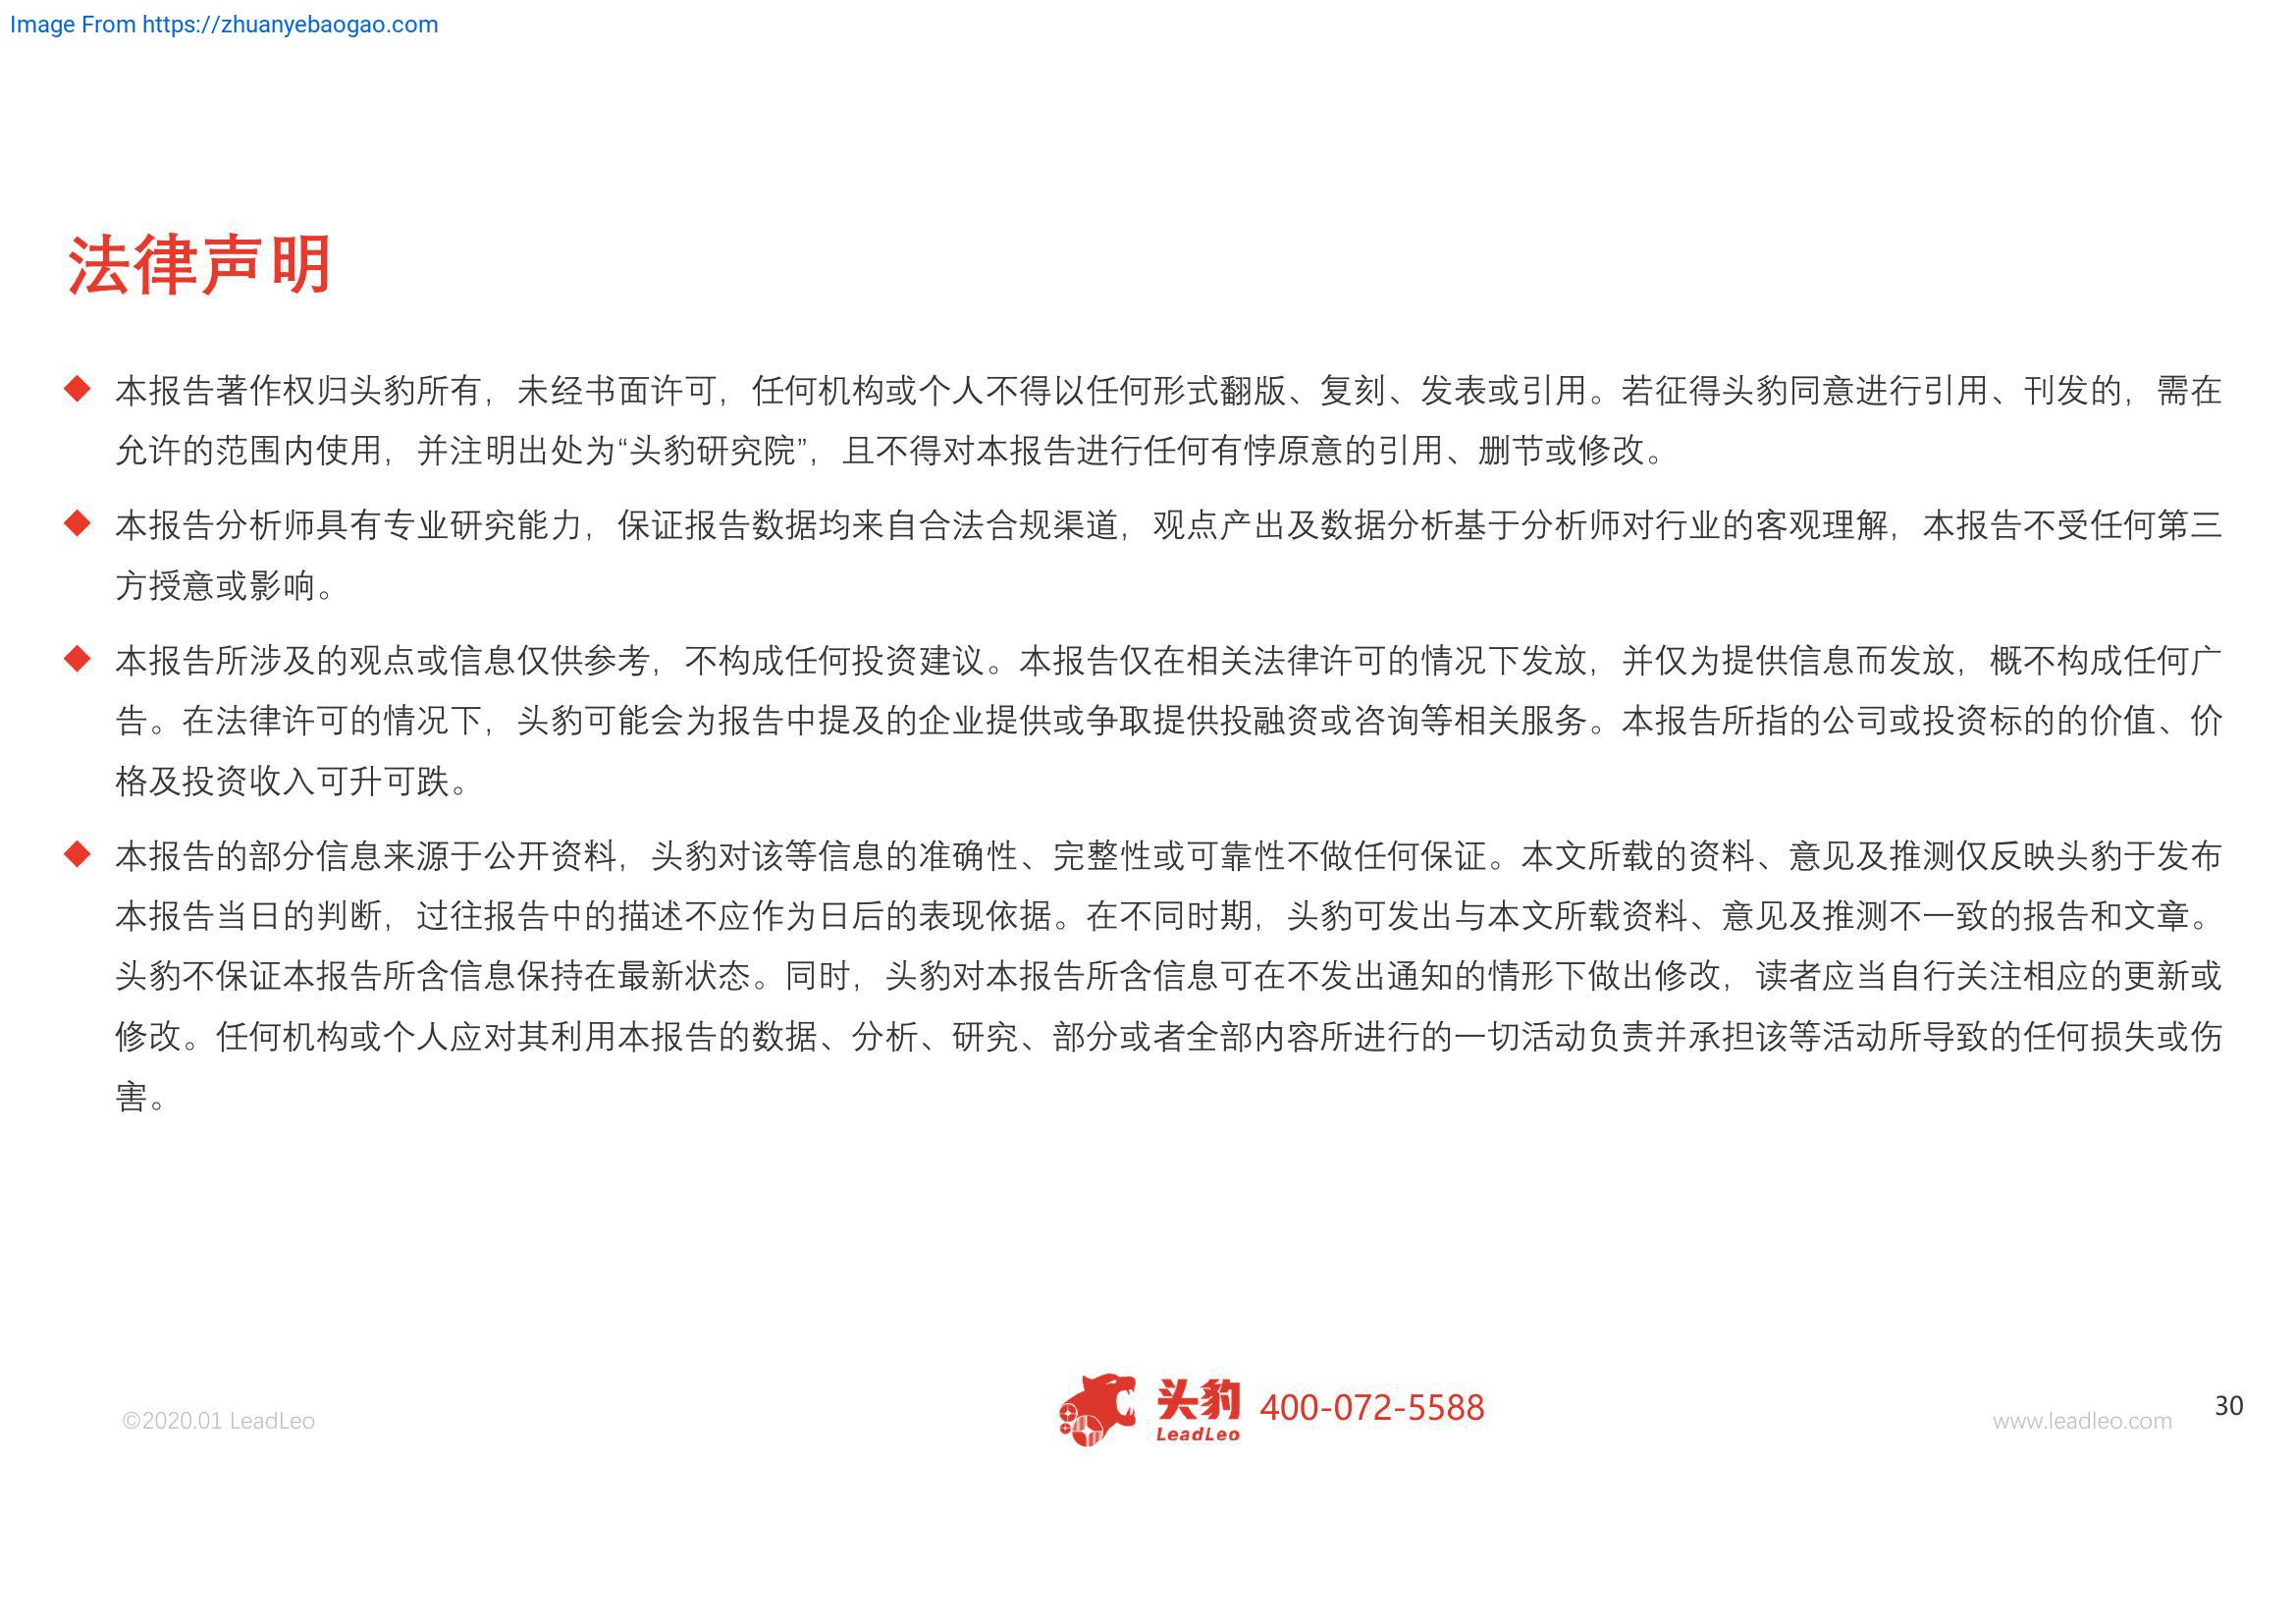 Image From https://zhuanyebaogao.com
法律声明
◆ 本报告著作权归头豹所有，未经书面许可，任何机构或个人不得以任何形式翻版、复刻、发表或引用。若征得头豹同意进行引用、刊发的，需在
允许的范围内使用，并注明出处为“头豹研究院”，且不得对本报告进行任何有悖原意的引用、删节或修改。
◆ 本报告分析师具有专业研究能力，保证报告数据均来自合法合规渠道，观点产出及数据分析基于分析师对行业的客观理解，本报告不受任何第三
方授意或影响。
◆ 本报告所涉及的观点或信息仅供参考，不构成任何投资建议。本报告仅在相关法律许可的情况下发放，并仅为提供信息而发放，概不构成任何广
告。在法律许可的情况下，头豹可能会为报告中提及的企业提供或争取提供投融资或咨询等相关服务。本报告所指的公司或投资标的的价值、价
格及投资收入可升可跌。
◆ 本报告的部分信息来源于公开资料，头豹对该等信息的准确性、完整性或可靠性不做任何保证。本文所载的资料、意见及推测仅反映头豹于发布
本报告当日的判断，过往报告中的描述不应作为日后的表现依据。在不同时期，头豹可发出与本文所载资料、意见及推测不一致的报告和文章。
头豹不保证本报告所含信息保持在最新状态。同时，头豹对本报告所含信息可在不发出通知的情形下做出修改，读者应当自行关注相应的更新或
修改。任何机构或个人应对其利用本报告的数据、分析、研究、部分或者全部内容所进行的一切活动负责并承担该等活动所导致的任何损失或伤
害。
©2020.01 LeadLeo
头豹
LeadLeo
400-072-5588
www.leadleo.com
30